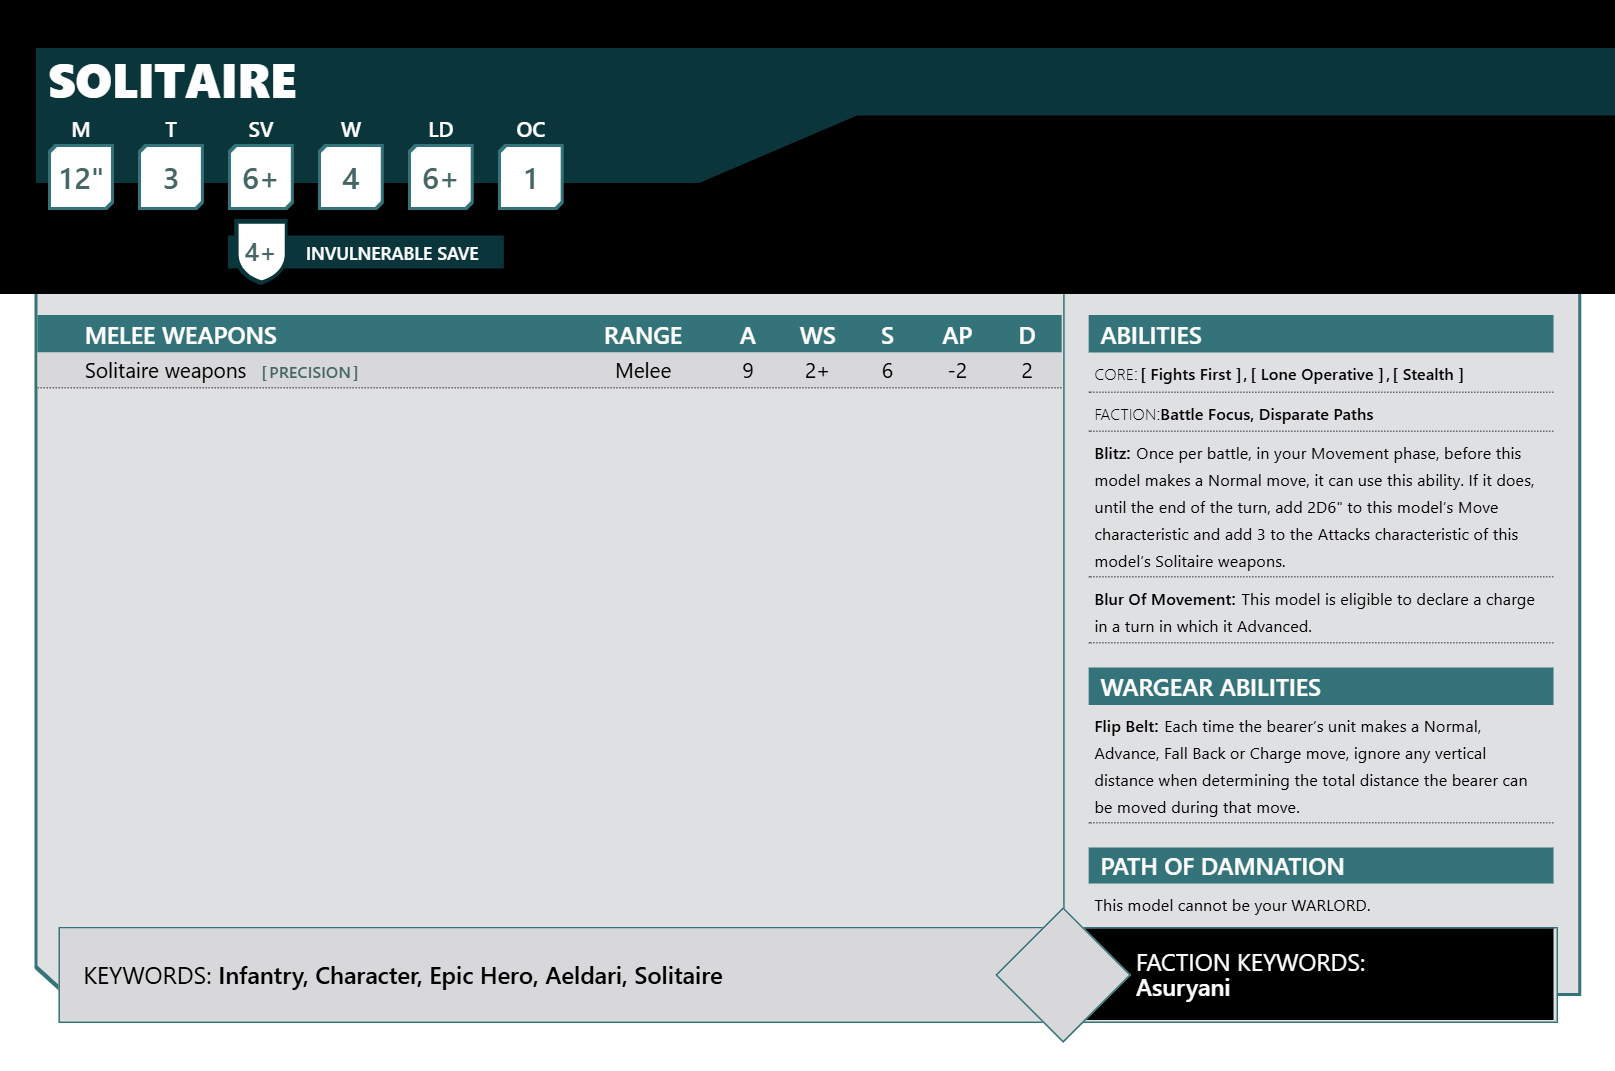 SOLITAIRE
M T SV W LD OC
12" 3 6+ 4 6+ 1
4+ INVULNERABLE SAVE
MELEE WEAPONS RANGE A WS S AP D
Solitaire weapons [PRECISION] Melee 9 2+ 6 -2 2
ABILITIES
CORE: [ Fights First ], [ Lone Operative ], [ Stealth ]
FACTION:Battle Focus, Disparate Paths
Blitz: Once per battle, in your Movement phase, before this
model makes a Normal move, it can use this ability. If it does,
until the end of the turn, add 2D6" to this model's Move
characteristic and add 3 to the Attacks characteristic of this
model's Solitaire weapons.
Blur Of Movement: This model is eligible to declare a charge
in a turn in which it Advanced.
WARGEAR ABILITIES
Flip Belt: Each time the bearer's unit makes a Normal,
Advance, Fall Back or Charge move, ignore any vertical
distance when determining the total distance the bearer can
be moved during that move.
PATH OF DAMNATION
This model cannot be your WARLORD.
KEYWORDS: Infantry, Character, Epic Hero, Aeldari, Solitaire
FACTION KEYWORDS:
Asuryani